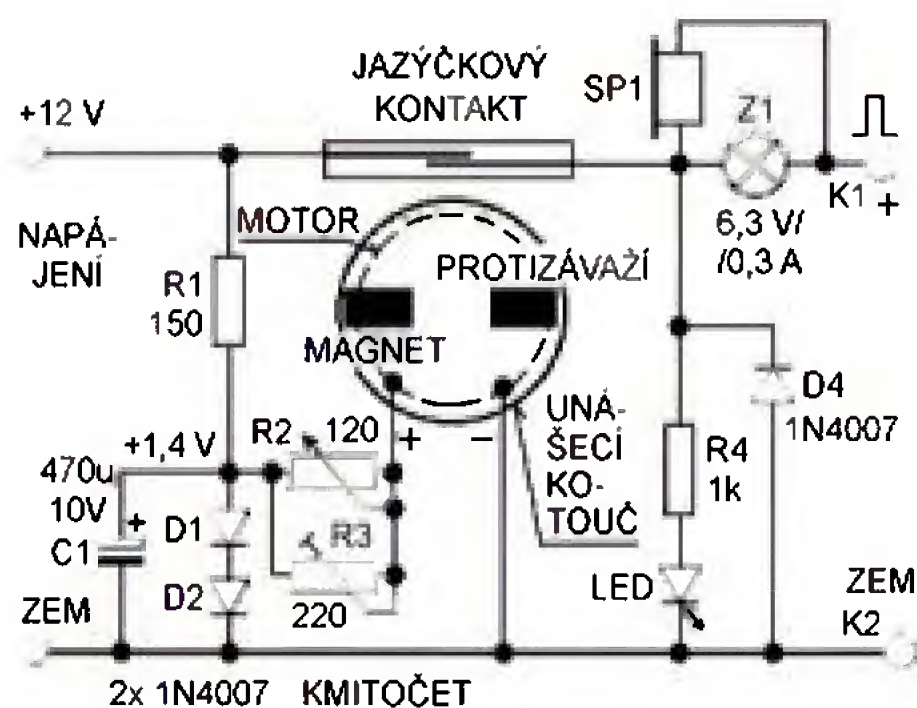 JAZÝČKOVÝ
KONTAKT
SP1
Z1
+12 V
K1
+
NAPÁ-
JENÍ
MOTOR
6,3 V/
/0,3 A
PROTIZÁVAŽÍ
R1
150
MAGNET
D4
1N4007
+1,4 V
R2
120
+
–
UNÁ-
ŠECÍ
KO-
TOUČ
R4
1k
470u
10V
+
C1
D1
R3
D2
220
LED
ZEM
ZEM
K2
2x 1N4007
KMITOČET